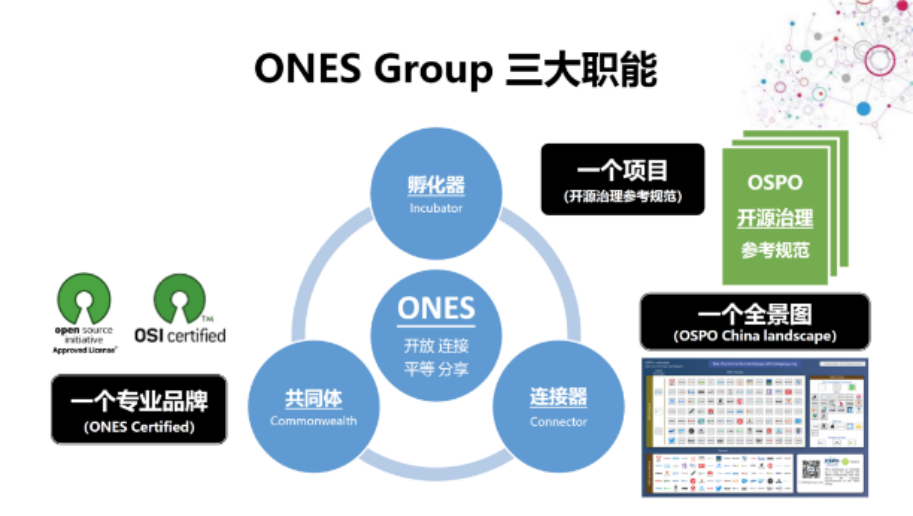 ONES Group 三大职能
孵化器
Incubator
一个项目
(开源治理参考规范)
OSPO
开源治理
参考规范
ONES
开放 连接
平等 分享
open source
initiative
Approved License®
OSI certified
TM
一个全景图
(OSPO China landscape)
一个专业品牌
(ONES Certified)
共同体
Commonwealth
连接器
Connector